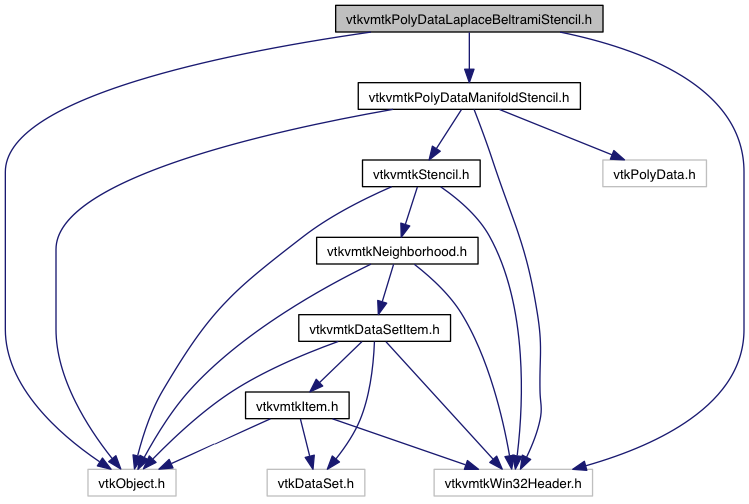 vtkvmtkPolyDataLaplaceBeltramiStencil.h
vtkvmtkPolyDataManifoldStencil.h
vtkvmtkStencil.h
vtkPolyData.h
vtkvmtkNeighborhood.h
vtkvmtkDataSetItem.h
vtkvmtkItem.h
vtkObject.h
vtkDataSet.h
vtkvmtkWin32Header.h